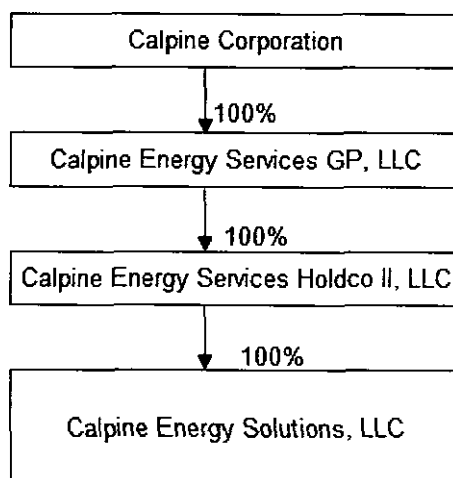 Calpine Corporation
100%
Calpine Energy Services GP, LLC
100%
Calpine Energy Services Holdco II, LLC
100%
Calpine Energy Solutions, LLC